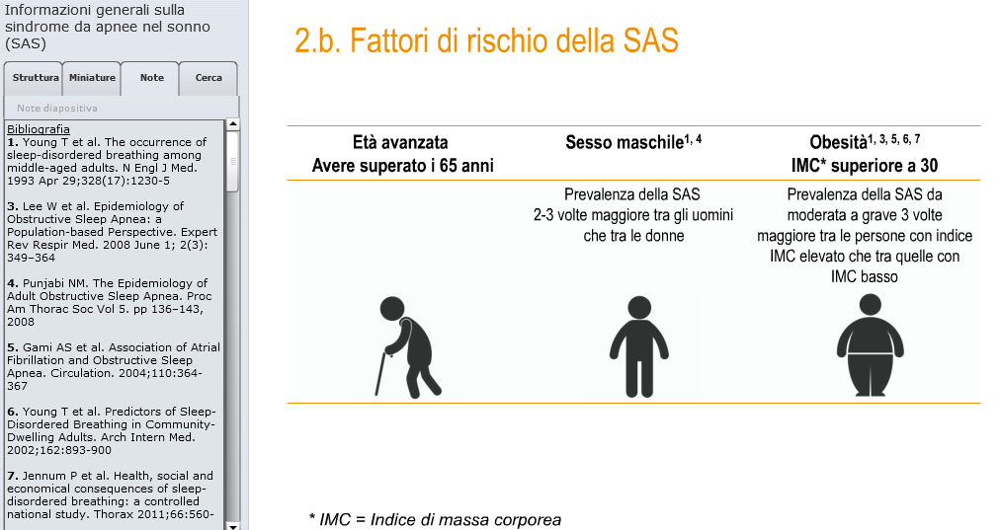 Informazioni generali sulla
sindrome da apnee nel sonno
(SAS)
Struttura Miniature Note Cerca
Note diapositiva
Bibliografia
1. Young T et al. The occurrence of
sleep-disordered breathing among
middle-aged adults. N Engl J Med.
1993 Apr 29;328(17):1230-5
3. Lee W et al. Epidemiology of
Obstructive Sleep Apnea: a
Population-based Perspective. Expert
Rev Respir Med. 2008 June 1; 2(3):
349–364
4. Punjabi NM. The Epidemiology of
Adult Obstructive Sleep Apnea. Proc
Am Thorac Soc Vol 5. pp 136–143,
2008
5. Gami AS et al. Association of Atrial
Fibrillation and Obstructive Sleep
Apnea. Circulation. 2004;110:364-
367
6. Young T et al. Predictors of Sleep-
Disordered Breathing in Community-
Dwelling Adults. Arch Intern Med.
2002;162:893-900
7. Jennum P et al. Health, social and
economical consequences of sleep-
disordered breathing: a controlled
national study. Thorax 2011;66:560-
2.b. Fattori di rischio della SAS
Età avanzata
Avere superato i 65 anni
Sesso maschile1, 4
Prevalenza della SAS
2-3 volte maggiore tra gli uomini
che tra le donne
Obesità1, 3, 5, 6, 7
IMC* superiore a 30
Prevalenza della SAS da
moderata a grave 3 volte
maggiore tra le persone con indice
IMC elevato che tra quelle con
IMC basso
* IMC = Indice di massa corporea